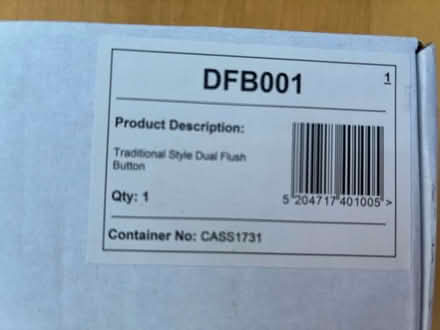 DFB001
1
Product Description:
Traditional Style Dual Flush
Button
Qty: 1
5 204717 401005 >
Container No: CASS1731